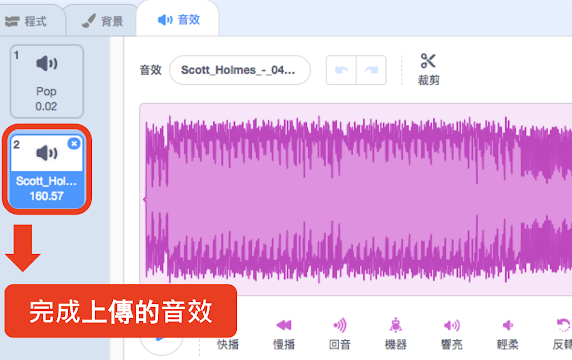 程式 背景 音效
1
Pop
0.02
2
Scott_Hol...
160.57
音效 Scott_Holmes_-_04... 裁剪
完成上傳的音效
快播 慢播 回音 機器 響亮 輕柔 反轉